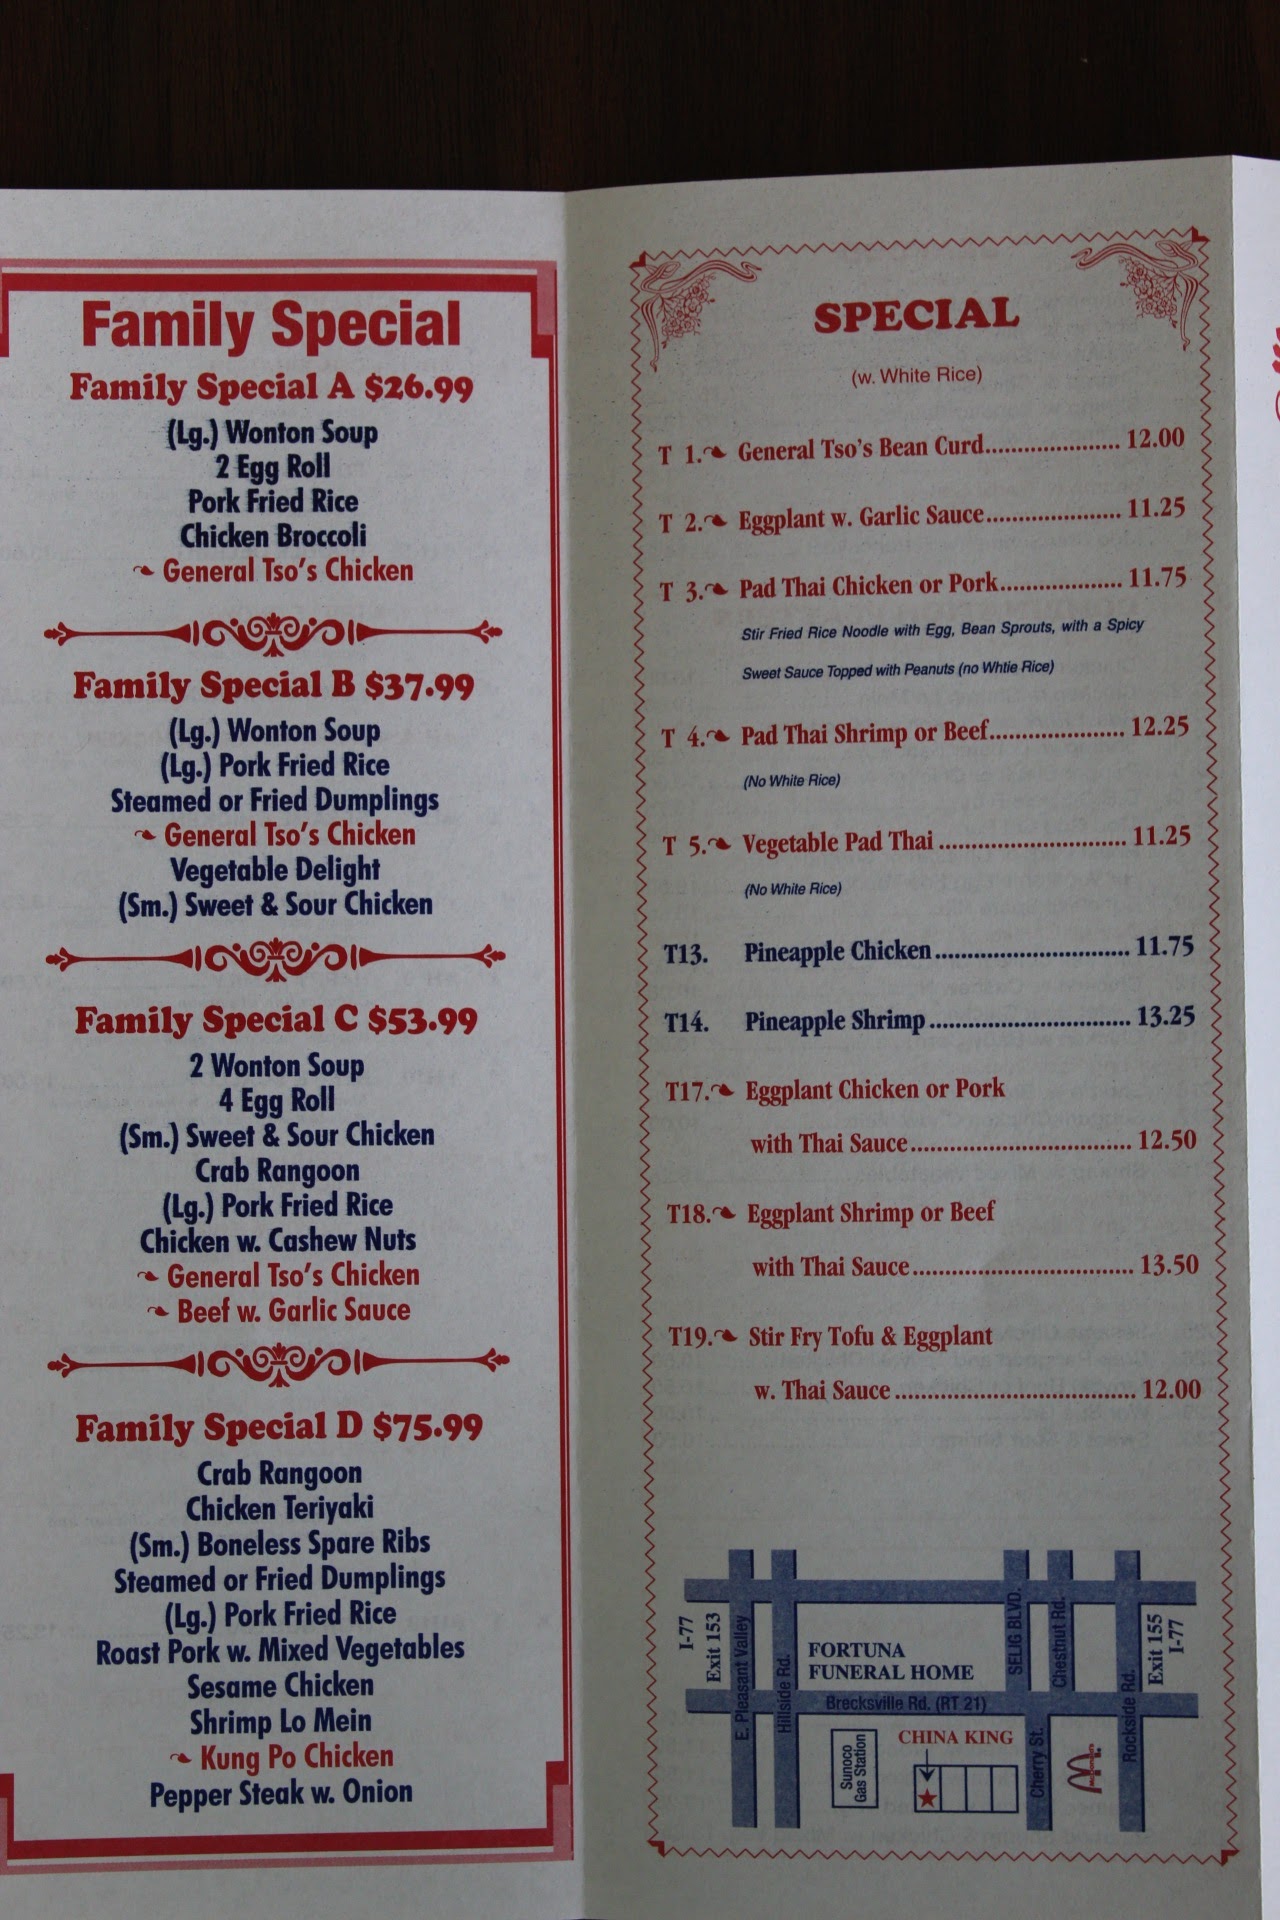 Family Special
Family Special A $26.99
(Lg.) Wonton Soup
2 Egg Roll
Pork Fried Rice
Chicken Broccoli
General Tso's Chicken
Family Special B $37.99
(Lg.) Wonton Soup
(Lg.) Pork Fried Rice
Steamed or Fried Dumplings
General Tso's Chicken
Vegetable Delight
(Sm.) Sweet & Sour Chicken
Family Special C $53.99
2 Wonton Soup
4 Egg Roll
(Sm.) Sweet & Sour Chicken
Crab Rangoon
(Lg.) Pork Fried Rice
Chicken w. Cashew Nuts
General Tso's Chicken
Beef w. Garlic Sauce
Family Special D $75.99
Crab Rangoon
Chicken Teriyaki
(Sm.) Boneless Spare Ribs
Steamed or Fried Dumplings
(Lg.) Pork Fried Rice
Roast Pork w. Mixed Vegetables
Sesame Chicken
Shrimp Lo Mein
Kung Po Chicken
Pepper Steak w. Onion
SPECIAL
(w. White Rice)
T 1. General Tso's Bean Curd.................... 12.00
T 2. Eggplant w. Garlic Sauce.................... 11.25
T 3. Pad Thai Chicken or Pork.................. 11.75
Stir Fried Rice Noodle with Egg, Bean Sprouts, with a Spicy
Sweet Sauce Topped with Peanuts (no Whtie Rice)
T 4. Pad Thai Shrimp or Beef.................... 12.25
(No White Rice)
T 5. Vegetable Pad Thai ............................ 11.25
(No White Rice)
T13. Pineapple Chicken ............................. 11.75
T14. Pineapple Shrimp .............................. 13.25
T17. Eggplant Chicken or Pork
with Thai Sauce................................. 12.50
T18. Eggplant Shrimp or Beef
with Thai Sauce................................. 13.50
T19. Stir Fry Tofu & Eggplant
w. Thai Sauce .................................... 12.00
I-77
Exit 153
E. Pleasant Valley
Hillside Rd.
FORTUNA
FUNERAL HOME
SELIG BLVD.
Chestnut Rd.
Rockside Rd.
Exit 155
I-77
Brecksville Rd. (RT 21)
Sunoco
Gas Station
CHINA KING
Cherry St.
McDonald's